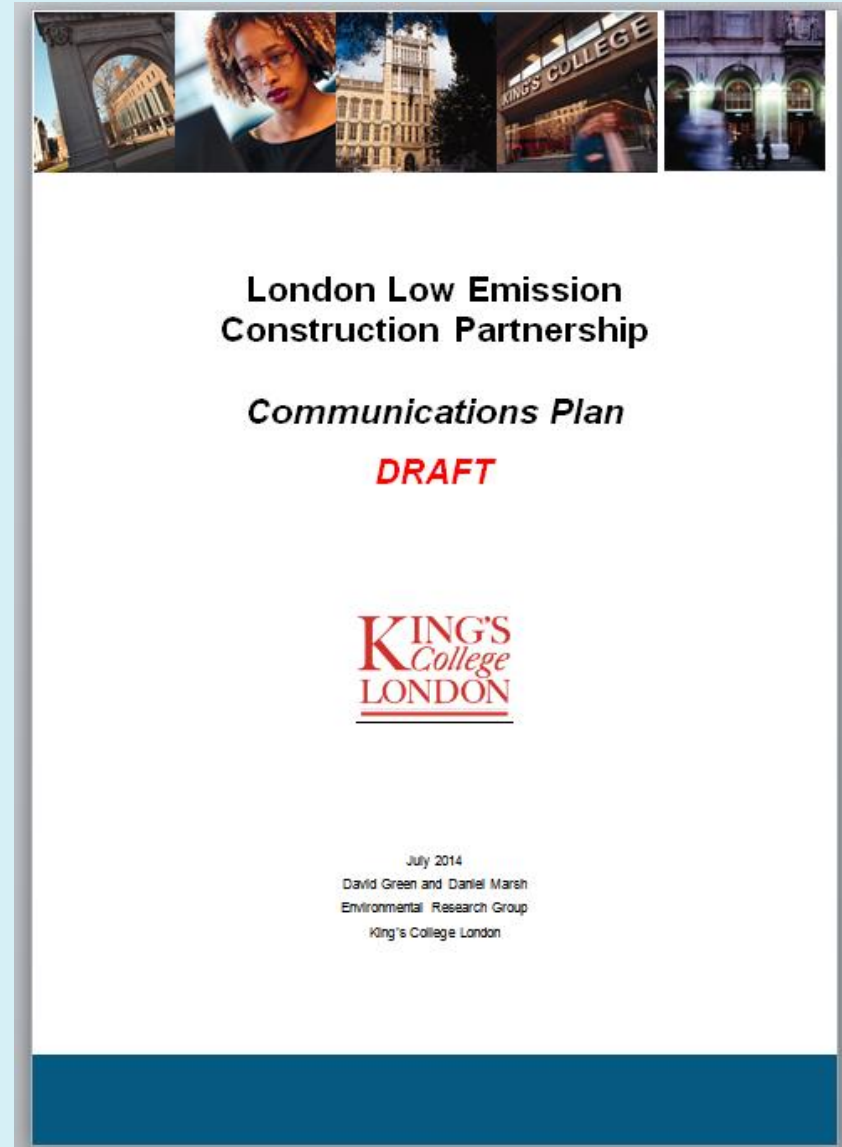 KING'S COLLEGE
London Low Emission
Construction Partnership
Communications Plan
DRAFT
KING'S
College
LONDON
July 2014
David Green and Daniel Marsh
Environmental Research Group
King's College London